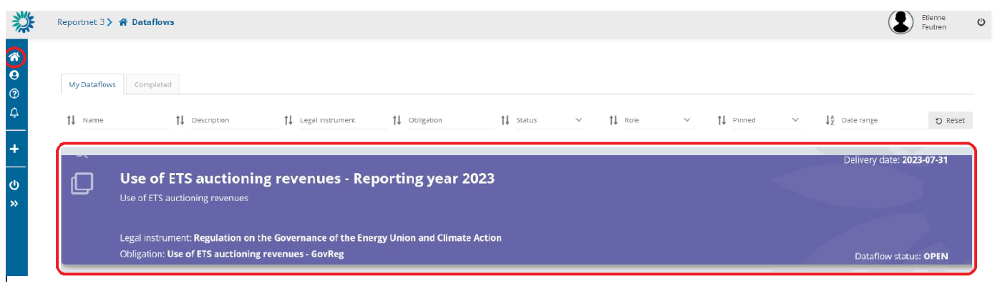 Reportnet 3 Dataflows
Etienne
Feutren
My Dataflows Completed
Name Description Legal instrument Obligation Status Role Pinned Date range Reset
Delivery date: 2023-07-31
Use of ETS auctioning revenues - Reporting year 2023
Use of ETS auctioning revenues
Legal instrument: Regulation on the Governance of the Energy Union and Climate Action
Obligation: Use of ETS auctioning revenues - GovReg
Dataflow status: OPEN